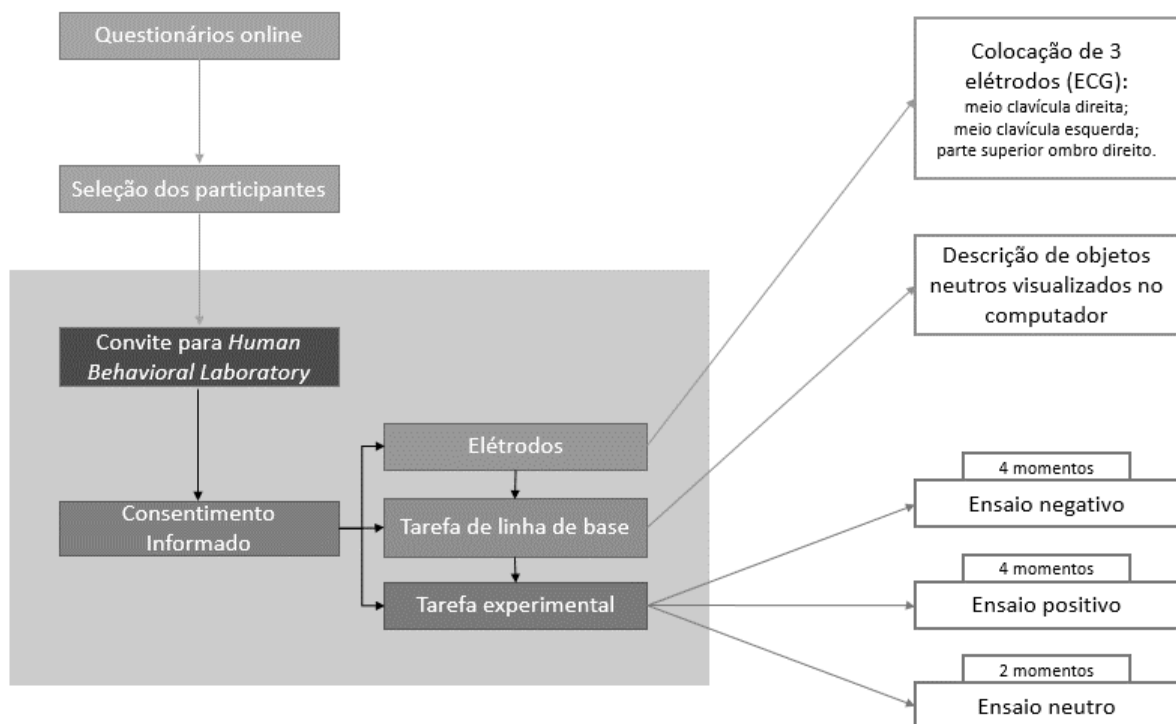 Questionários online
Seleção dos participantes
Convite para Human
Behavioral Laboratory
Consentimento
Informado
Elétrodos
Tarefa de linha de base
Tarefa experimental
Colocação de 3
elétrodos (ECG):
meio clavícula direita;
meio clavícula esquerda;
parte superior ombro direito.
Descrição de objetos
neutros visualizados no
computador
4 momentos
Ensaio negativo
4 momentos
Ensaio positivo
2 momentos
Ensaio neutro